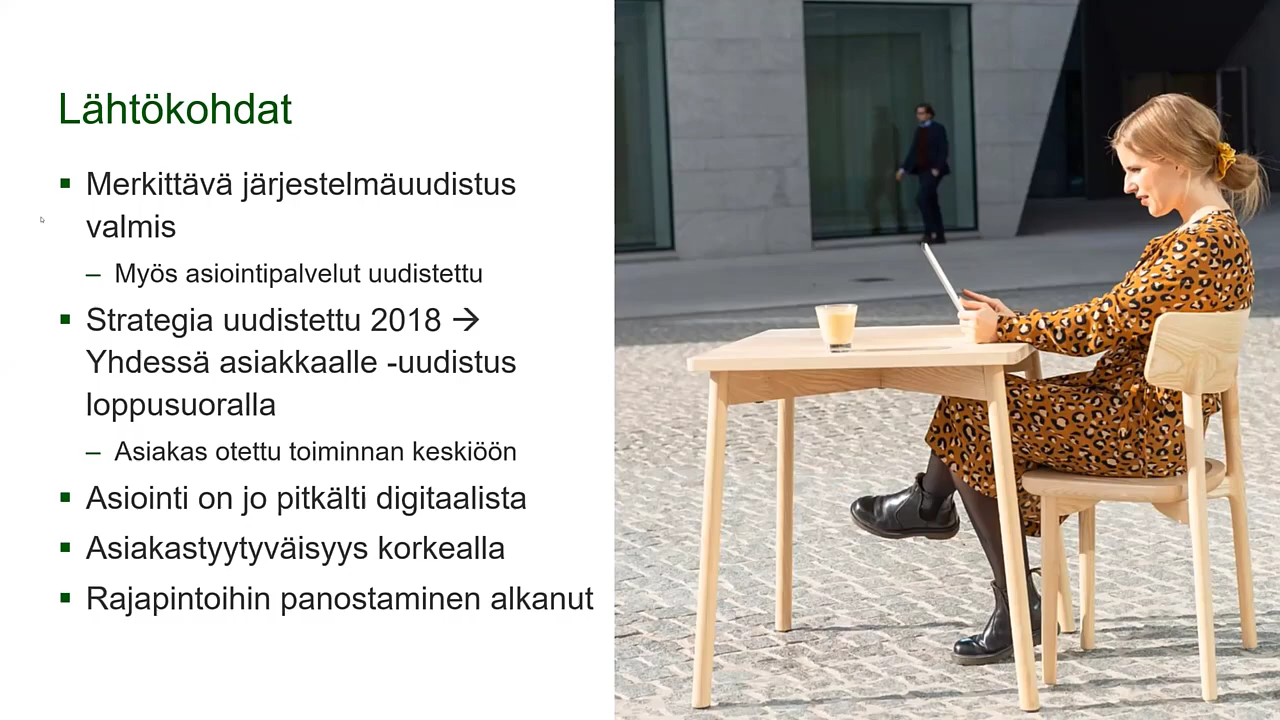 Lähtökohdat
▪ Merkittävä järjestelmäuudistus
valmis
– Myös asiointipalvelut uudistettu
▪ Strategia uudistettu 2018 →
Yhdessä asiakkaalle -uudistus
loppusuoralla
– Asiakas otettu toiminnan keskiöön
▪ Asiointi on jo pitkälti digitaalista
▪ Asiakastyytyväisyys korkealla
▪ Rajapintoihin panostaminen alkanut